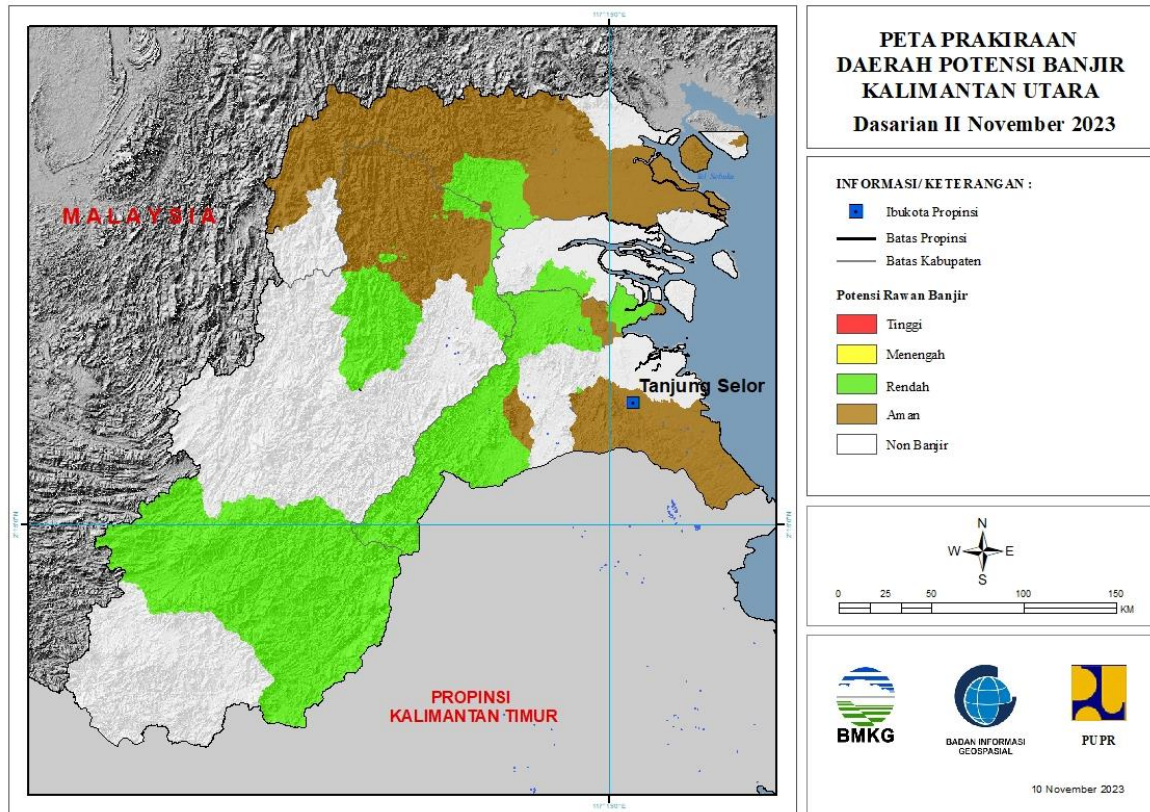 PETA PRAKIRAAN
DAERAH POTENSI BANJIR
KALIMANTAN UTARA
Dasarian II November 2023
INFORMASI/KETERANGAN :
Ibukota Propinsi
Batas Propinsi
Batas Kabupaten
Potensi Rawan Banjir
Tinggi
Menengah
Rendah
Aman
Non Banjir
N
W E
S
0 25 50 100 150
KM
BMKG
BADAN INFORMASI
GEOSPASIAL
PUPR
10 November 2023
MALAYSIA
Tanjung Selor
PROPINSI
KALIMANTAN TIMUR